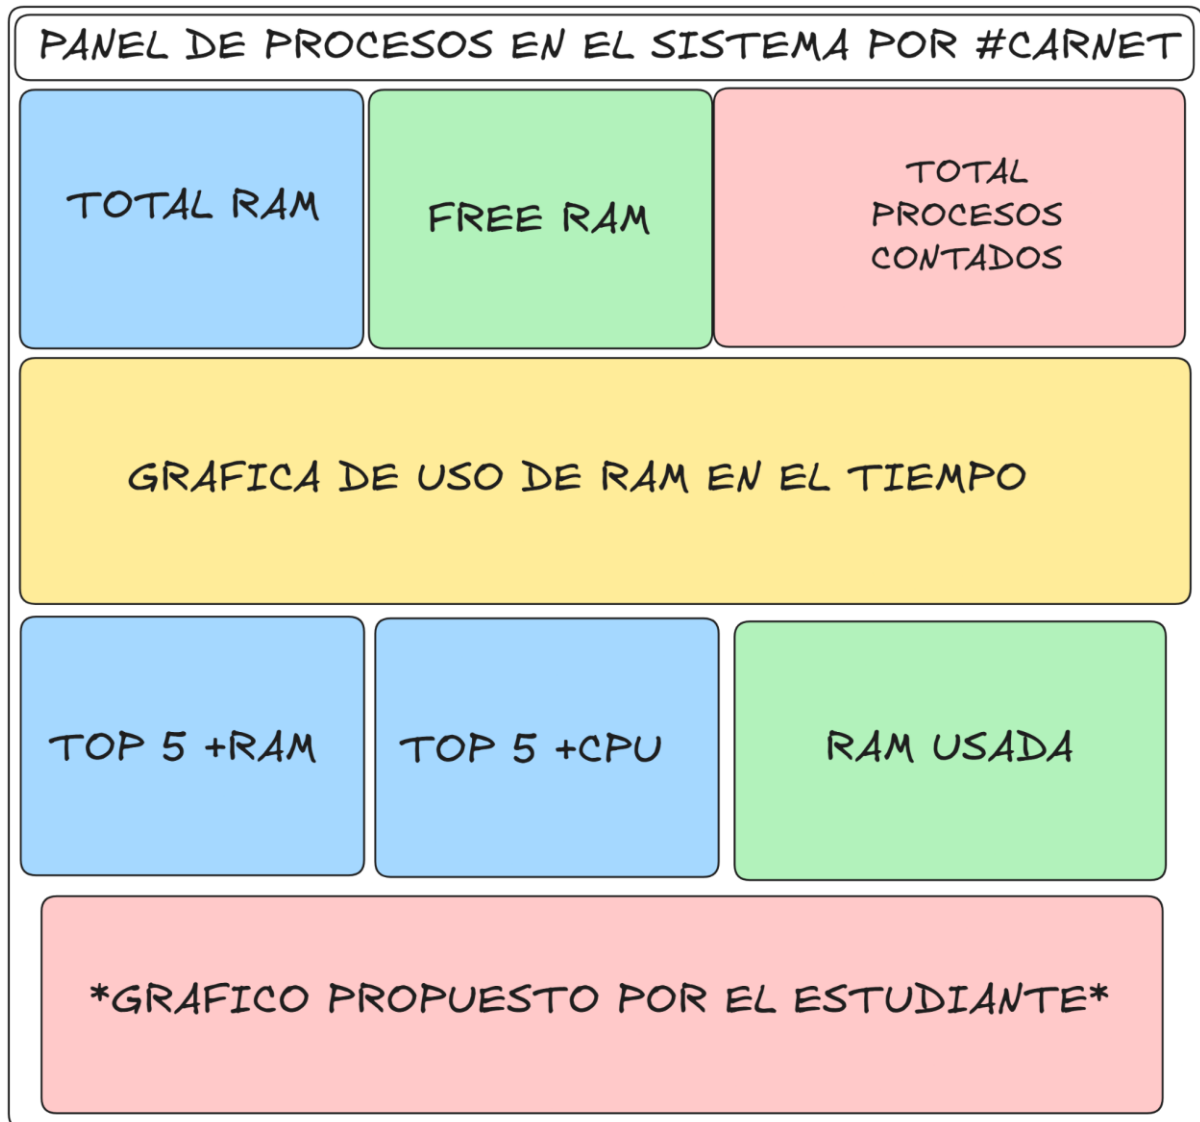 PANEL DE PROCESOS EN EL SISTEMA POR #CARNET
TOTAL RAM
FREE RAM
TOTAL
PROCESOS
CONTADOS
GRAFICA DE USO DE RAM EN EL TIEMPO
TOP 5 +RAM
TOP 5 +CPU
RAM USADA
*GRAFICO PROPUESTO POR EL ESTUDIANTE*